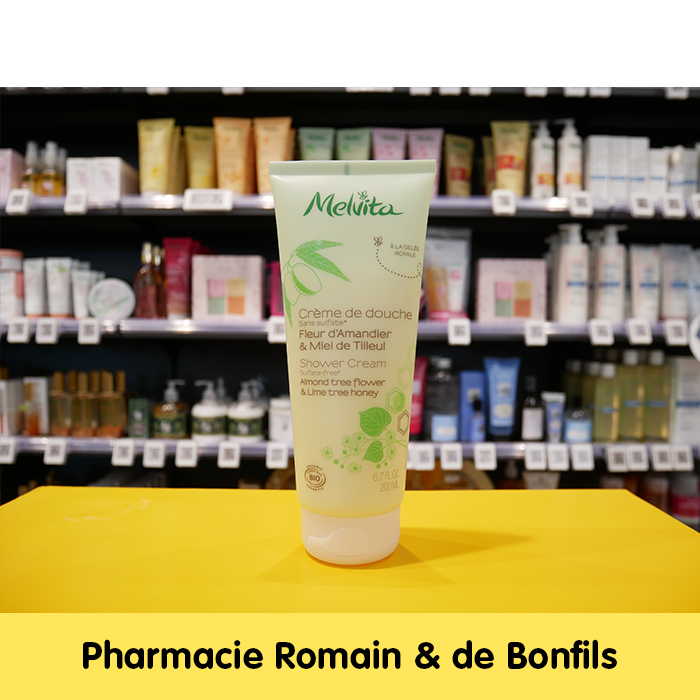 Melvita
À LA GELÉE
ROYALE
Crème de douche
Sans sulfate*
Fleur d'Amandier
& Miel de Tilleul
Shower Cream
Sulfate-free*
Almond tree flower
& Lime tree honey
BIO
6.7 FL.OZ
200 ML
Pharmacie Romain & de Bonfils